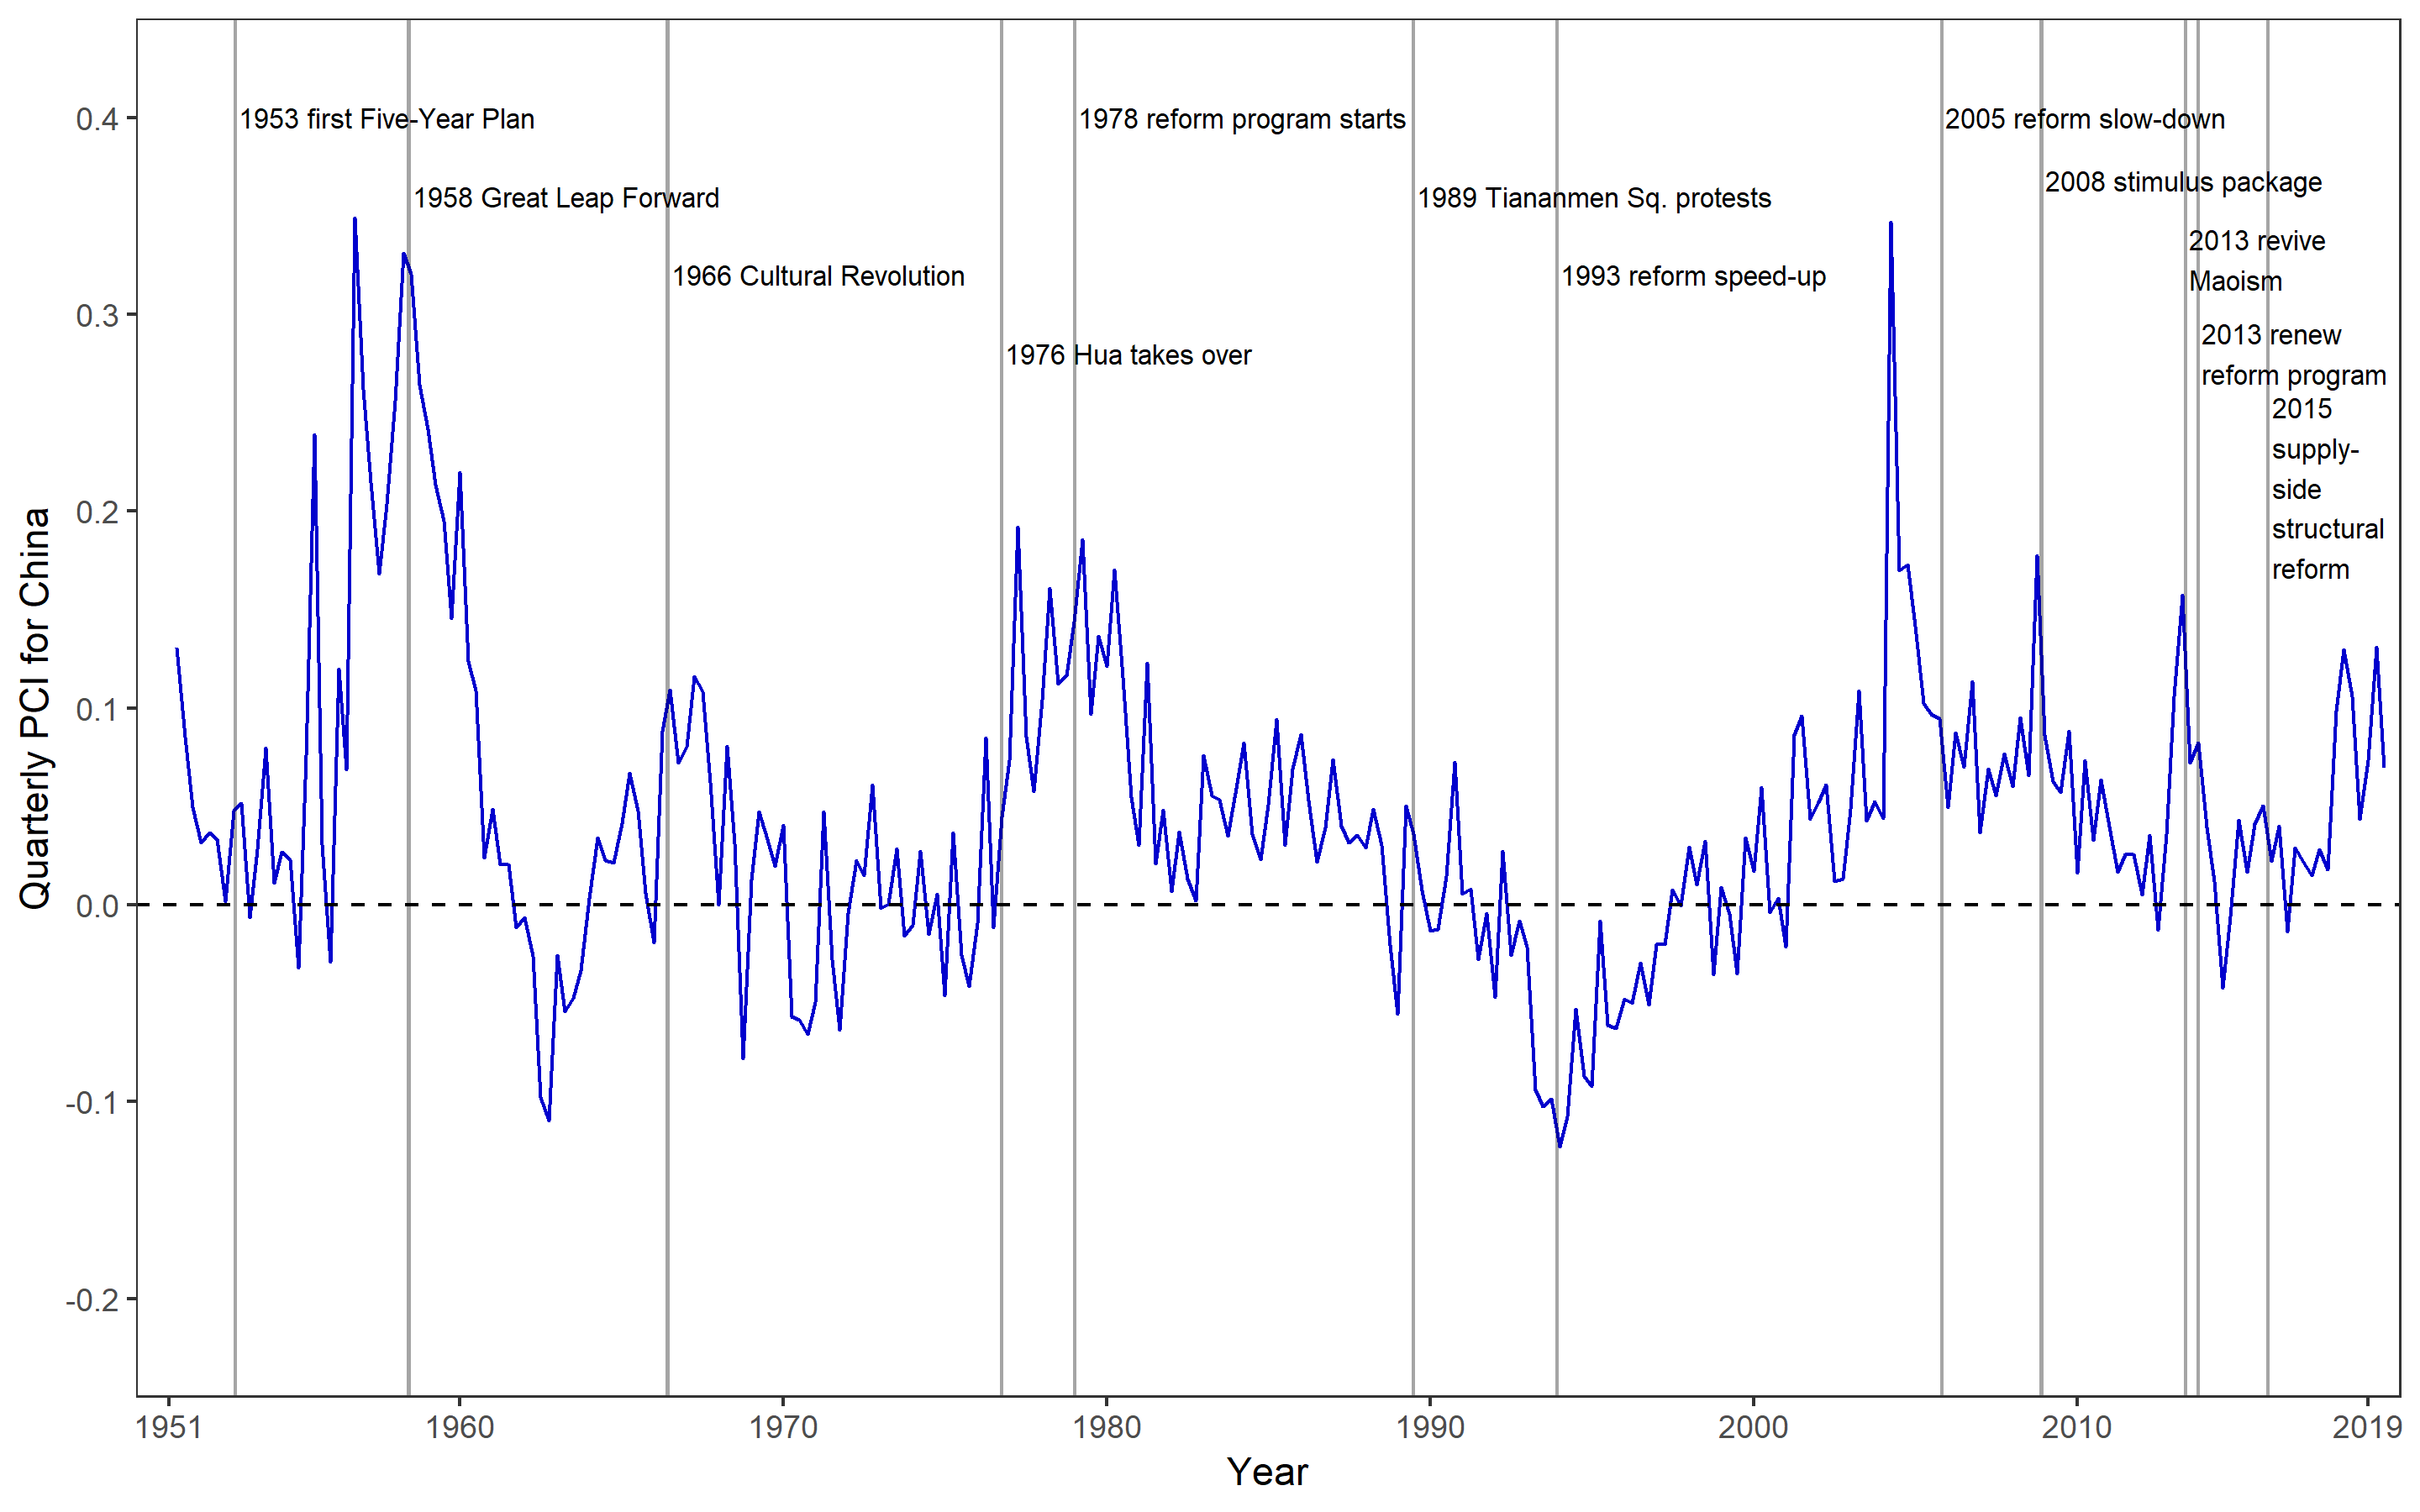 0.4
0.3
0.2
0.1
0.0
-0.1
-0.2
Quarterly PCI for China
1953 first Five-Year Plan
1958 Great Leap Forward
1966 Cultural Revolution
1976 Hua takes over
1978 reform program starts
1989 Tiananmen Sq. protests
1993 reform speed-up
2005 reform slow-down
2008 stimulus package
2013 revive
Maoism
2013 renew
reform program
2015
supply-
side
structural
reform
1951
1960
1970
1980
1990
2000
2010
2019
Year